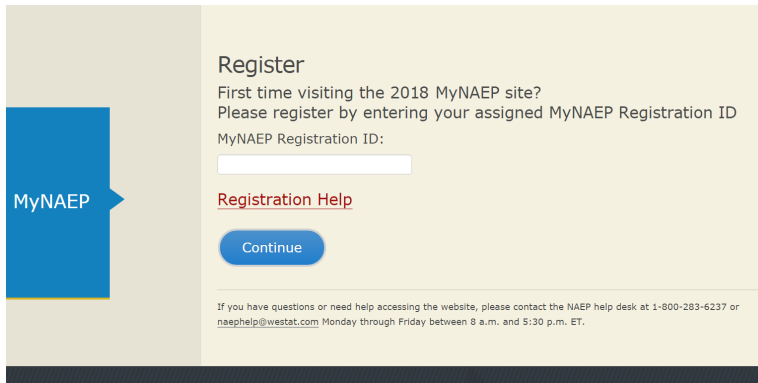 Register
First time visiting the 2018 MyNAEP site?
Please register by entering your assigned MyNAEP Registration ID
MyNAEP Registration ID:
MyNAEP
Registration Help
Continue
If you have questions or need help accessing the website, please contact the NAEP help desk at 1-800-283-6237 or
naephelp@westat.com Monday through Friday between 8 a.m. and 5:30 p.m. ET.